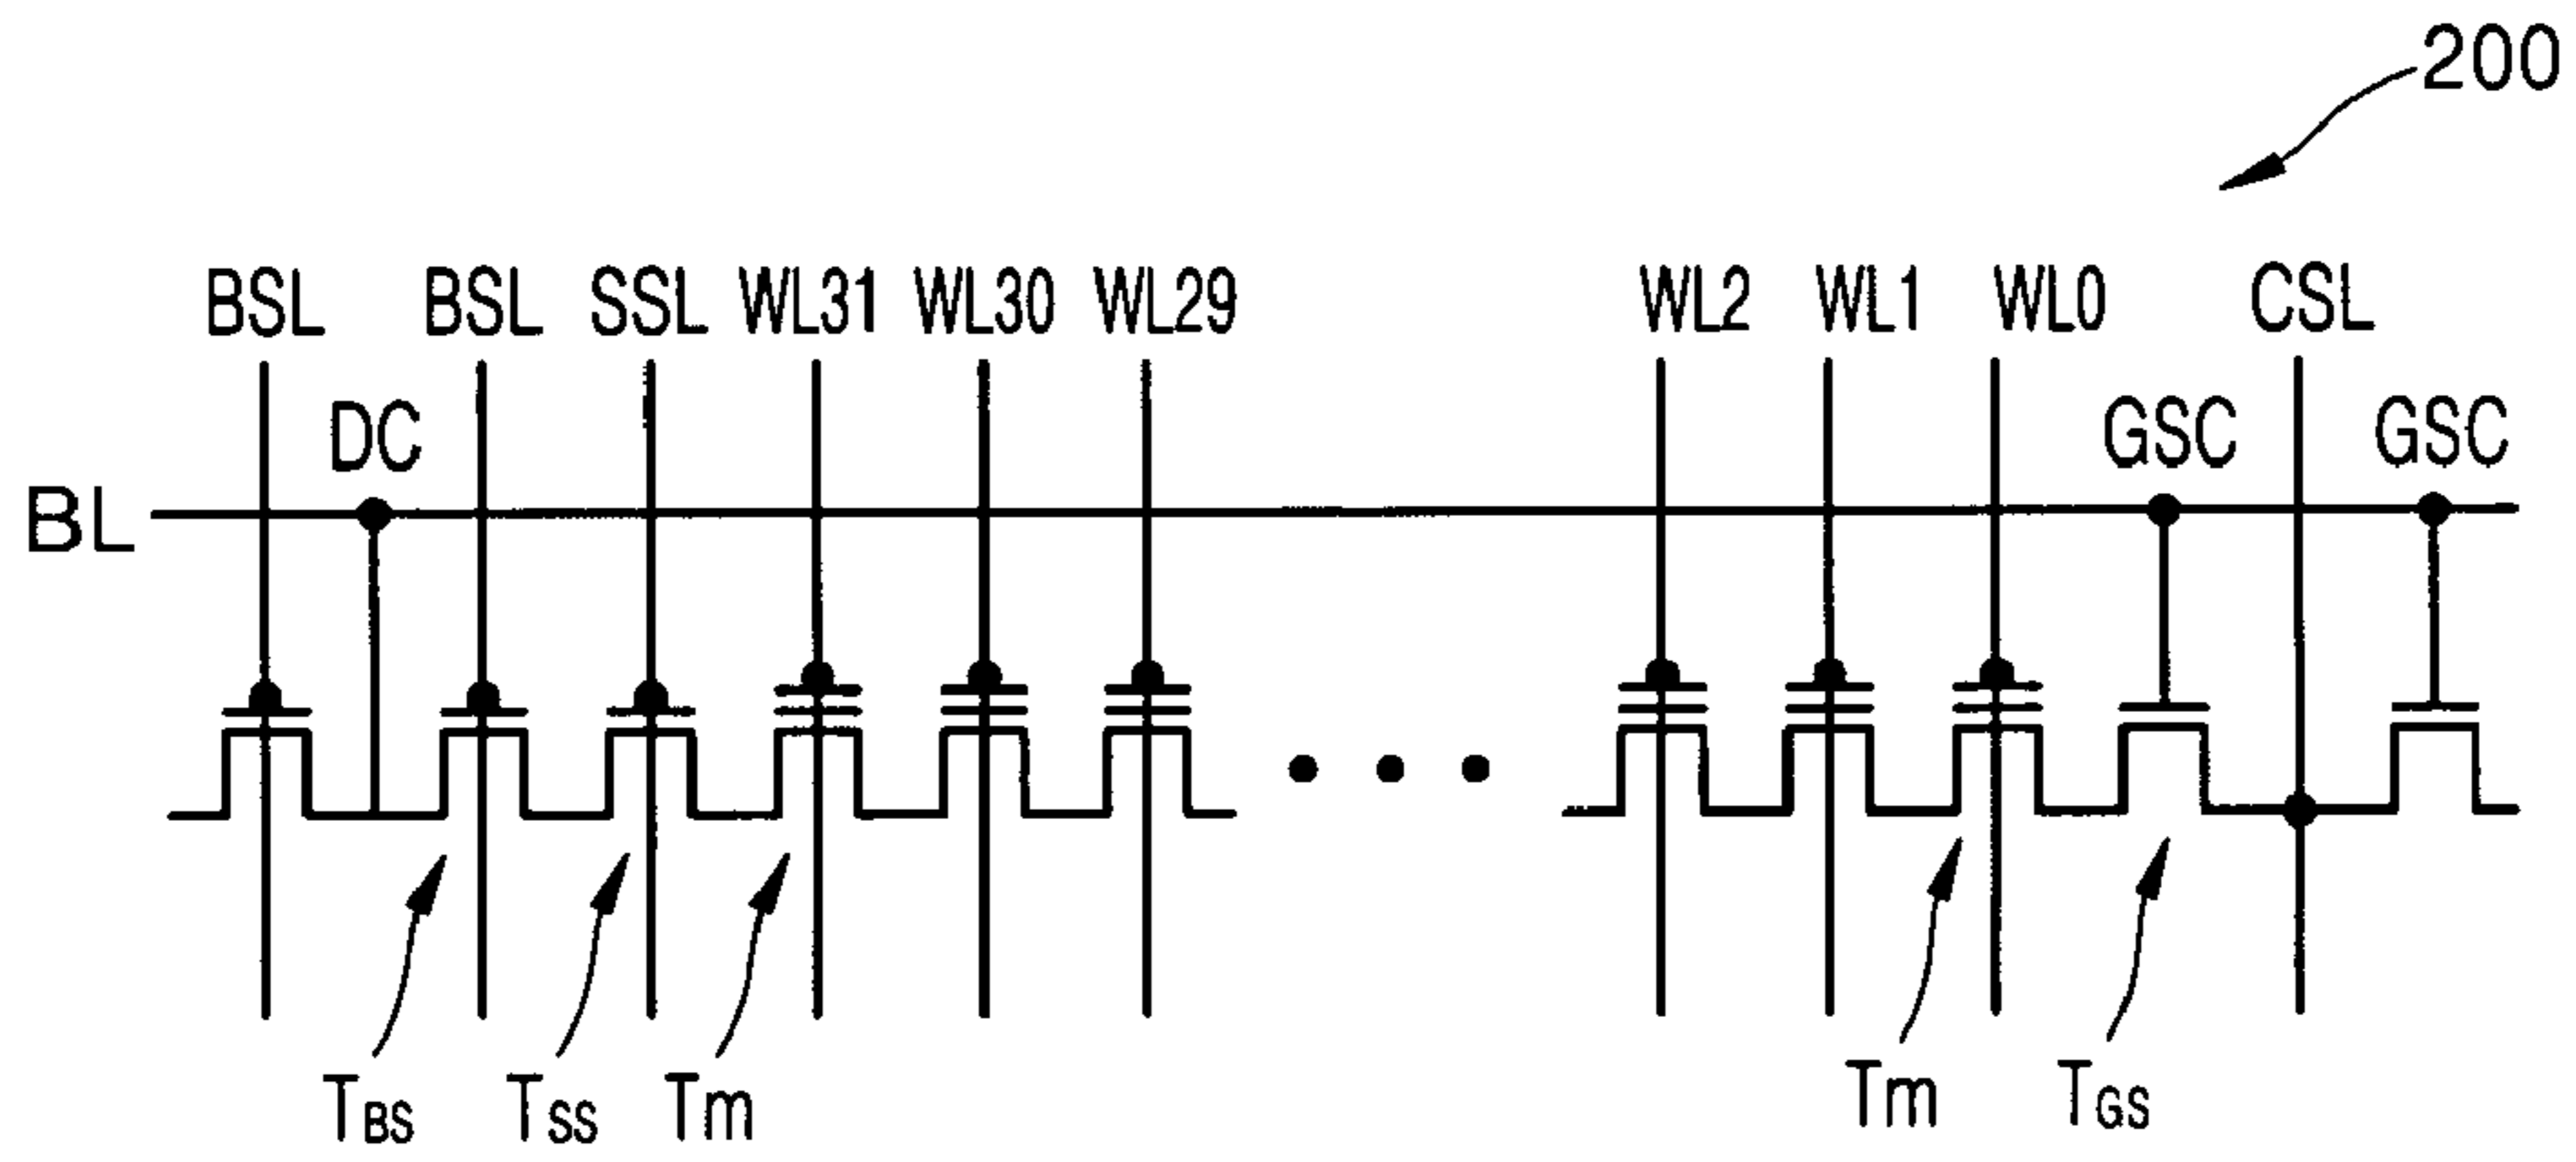 200
BSL BSL SSL WL31 WL30 WL29 WL2 WL1 WL0 CSL
DC GSC GSC
BL
TBS TSS Tm Tm TGS